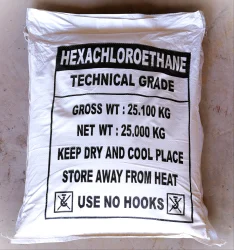 HEXACHLOROETHANE
TECHNICAL GRADE
GROSS WT : 25.100 KG
NET WT : 25.000 KG
KEEP DRY AND COOL PLACE
STORE AWAY FROM HEAT
USE NO HOOKS